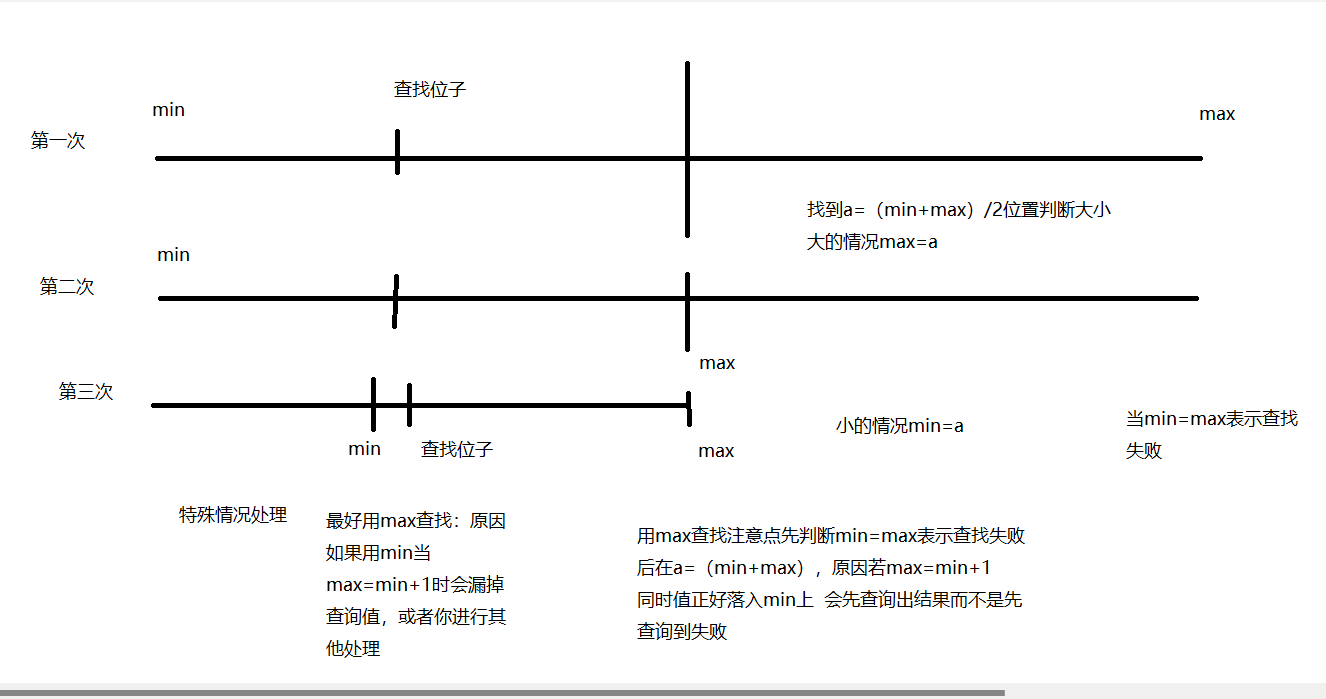 查找位子
min
max
第一次
找到a=（min+max）/2位置判断大小
大的情况max=a
min
第二次
max
第三次
min
查找位子
max
小的情况min=a
当min=max表示查找
失败
特殊情况处理
最好用max查找：原因
如果用min当
max=min+1时会漏掉
查询值，或者你进行其
他处理
用max查找注意点先判断min=max表示查找失败
后在a=（min+max），原因若max=min+1
同时值正好落入min上 会先查询出结果而不是先
查询到失败